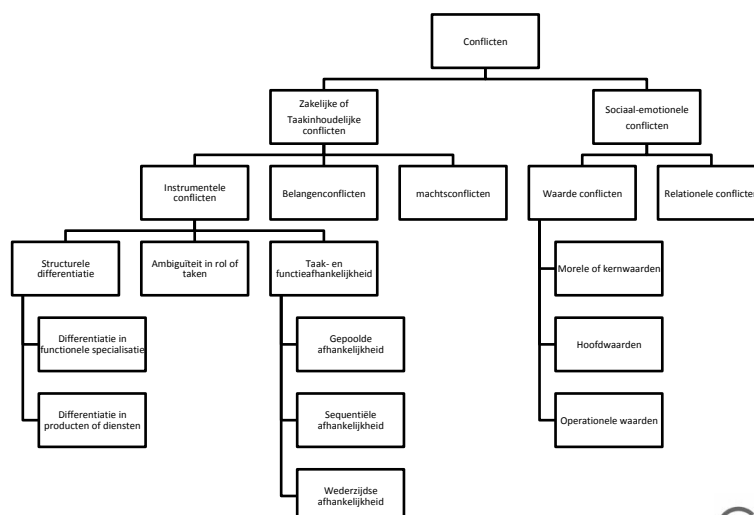 Conflicten
Zakelijke of
Taakinhoudelijke
conflicten
Sociaal-emotionele
conflicten
Instrumentele
conflicten
Belangenconflicten
machtsconflicten
Waarde conflicten
Relationele conflicten
Structurele
differentiatie
Ambiguïteit in rol of
taken
Taak- en
functieafhankelijkheid
Morele of kernwaarden
Differentiatie in
functionele specialisatie
Gepoolde
afhankelijkheid
Hoofdwaarden
Differentiatie in
producten of diensten
Sequentiële
afhankelijkheid
Operationele waarden
Wederzijdse
afhankelijkheid